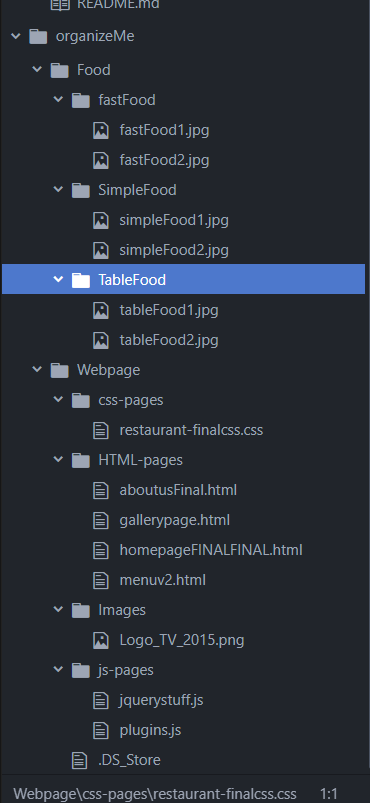 README.md
organizeMe
Food
fastFood
fastFood1.jpg
fastFood2.jpg
SimpleFood
simpleFood1.jpg
simpleFood2.jpg
TableFood
tableFood1.jpg
tableFood2.jpg
Webpage
css-pages
restaurant-finalcss.css
HTML-pages
aboutusFinal.html
gallerypage.html
homepageFINALFINAL.html
menuv2.html
Images
Logo_TV_2015.png
js-pages
jquerystuff.js
plugins.js
.DS_Store
Webpage\css-pages\restaurant-finalcss.css 1:1